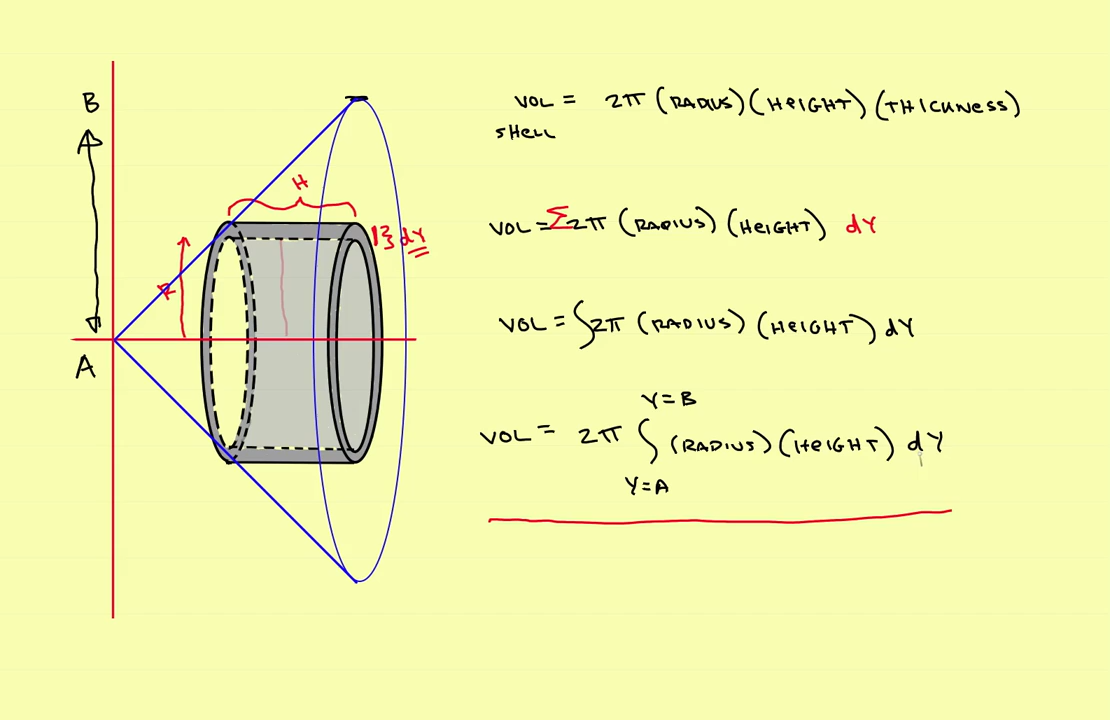 B
A
H
R
dY
VOL = 2π (RADIUS)(HEIGHT)(THICKNESS)
SHELL
VOL = Σ2π (RADIUS)(HEIGHT) dY
VOL = ∫2π (RADIUS)(HEIGHT) dY
Y=B
VOL = 2π ∫ (RADIUS)(HEIGHT) dY
Y=A